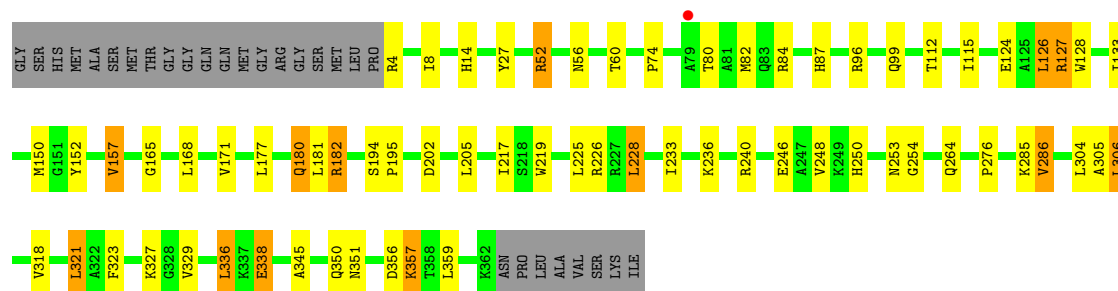 GLY SER HIS MET ALA SER MET THR GLY GLY GLN GLN MET GLY ARG GLY SER MET LEU PRO R4 I8 H14 Y27 R52 N56 T60 P74 A79 T80 A81 M82 Q83 R84 H87 R96 Q99 T112 I115 E124 A125 L126 R127 W128 I133
M150 G151 Y152 V157 G165 L168 V171 L177 Q180 L181 R182 S194 P195 D202 L205 I217 S218 W219 L225 R226 R227 L228 I233 K236 R240 E246 A247 V248 K249 H250 N253 G254 Q264 P276 K285 V286 L304 A305 L306
V318 L321 A322 F323 K327 G328 V329 L336 K337 E338 A345 Q350 N351 D356 K357 T358 L359 K362 ASN PRO LEU ALA VAL SER LYS ILE